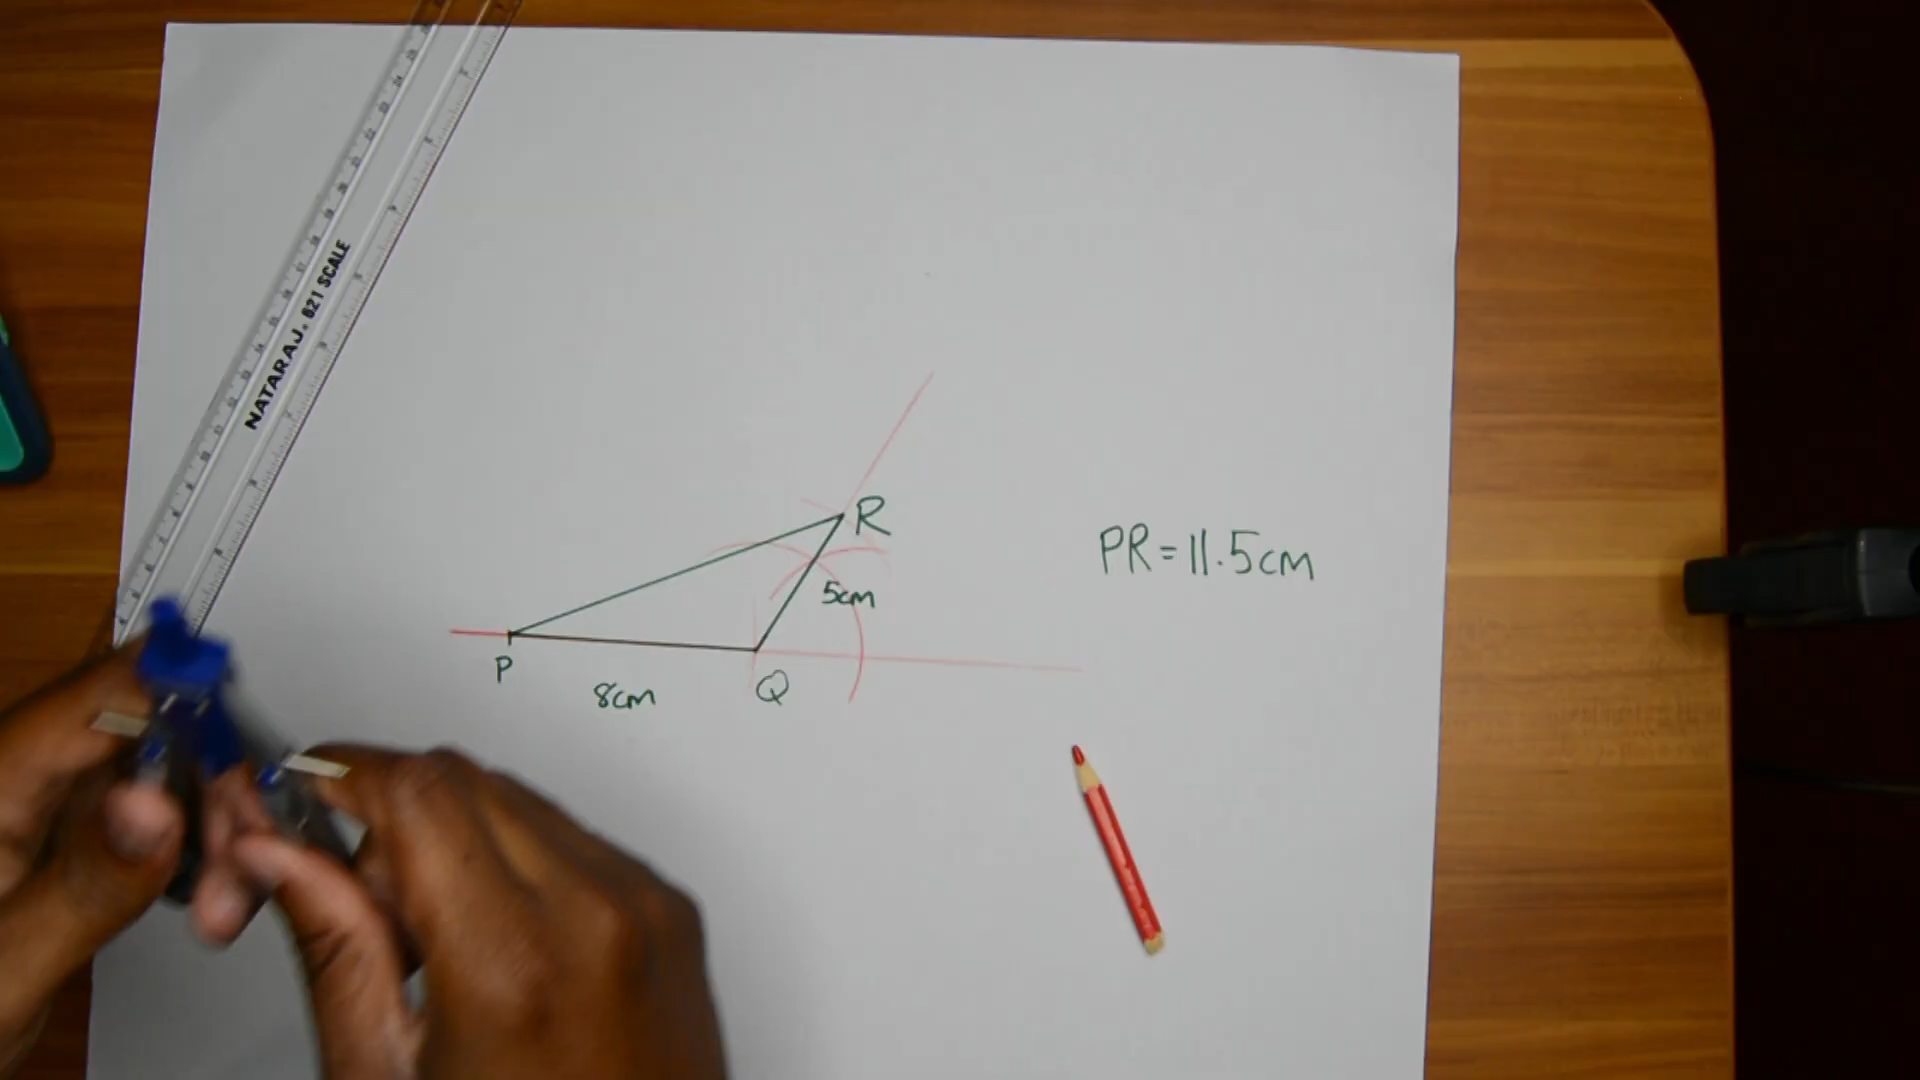 NATARAJ. 621 SCALE
R
PR=11.5cm
5cm
P
8cm
Q